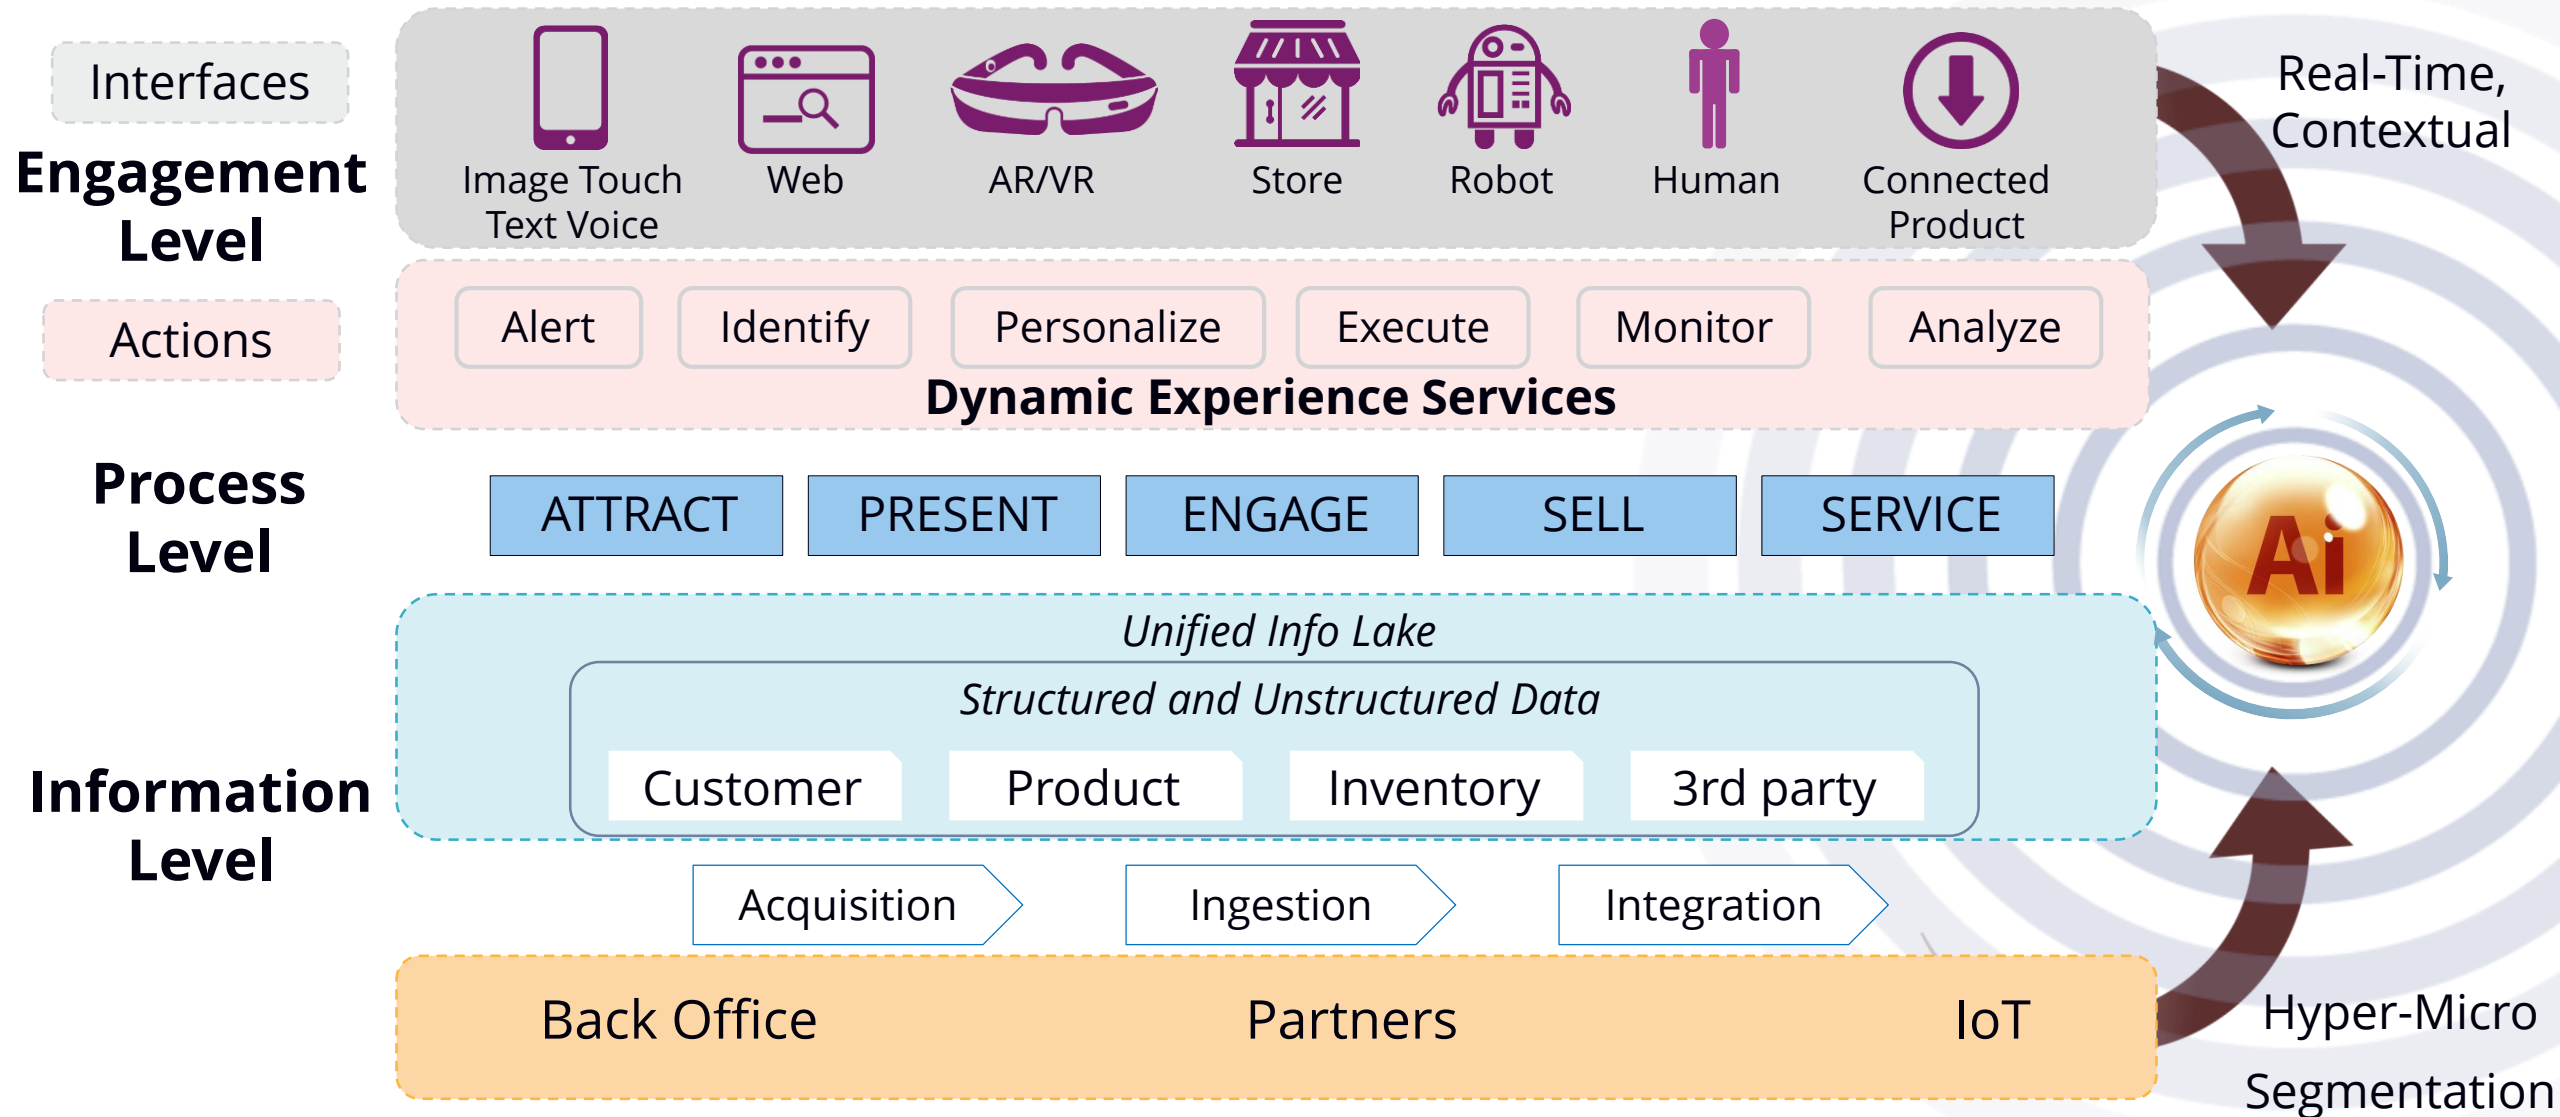 Interfaces
Engagement
Level
Actions
Image Touch
Text Voice
Web
AR/VR
Store
Robot
Human
Connected
Product
Real-Time,
Contextual
Alert
Identify
Personalize
Execute
Monitor
Analyze
Dynamic Experience Services
Process
Level
ATTRACT
PRESENT
ENGAGE
SELL
SERVICE
Ai
Information
Level
Unified Info Lake
Structured and Unstructured Data
Customer
Product
Inventory
3rd party
Acquisition
Ingestion
Integration
Back Office
Partners
IoT
Hyper-Micro
Segmentation